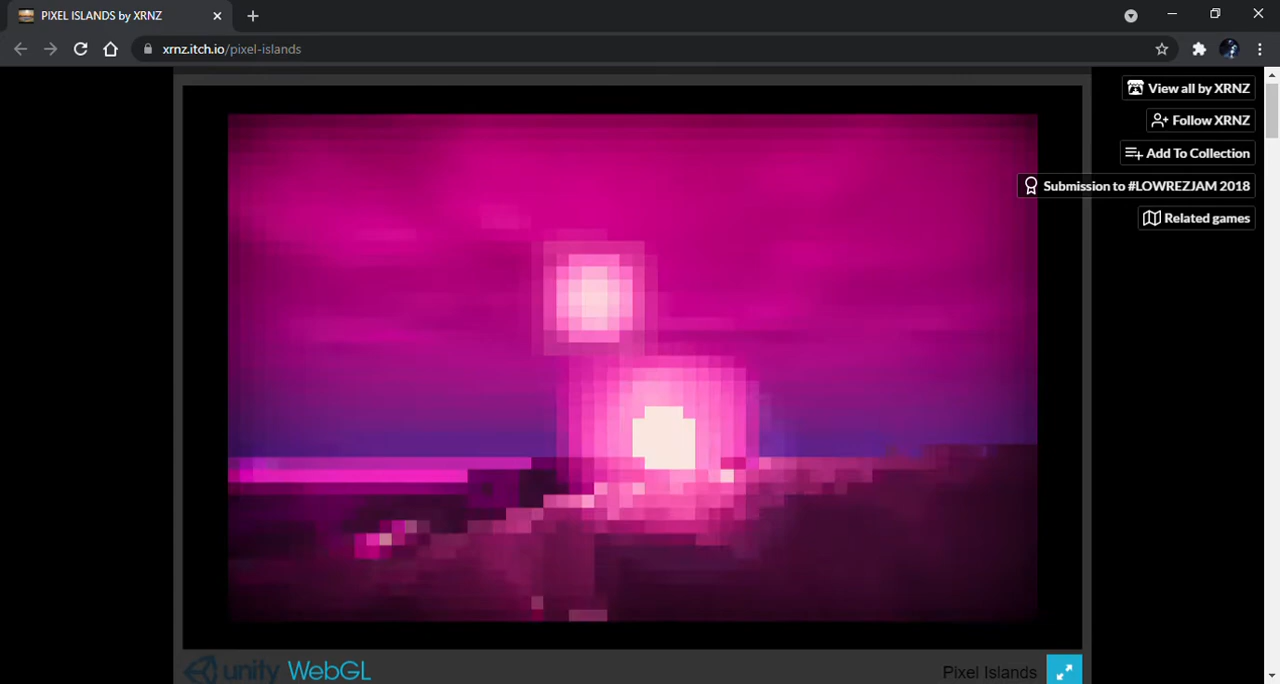 PIXEL ISLANDS by XRNZ
xrnz.itch.io/pixel-islands
View all by XRNZ
Follow XRNZ
Add To Collection
Submission to #LOWREZJAM 2018
Related games
unity WebGL
Pixel Islands